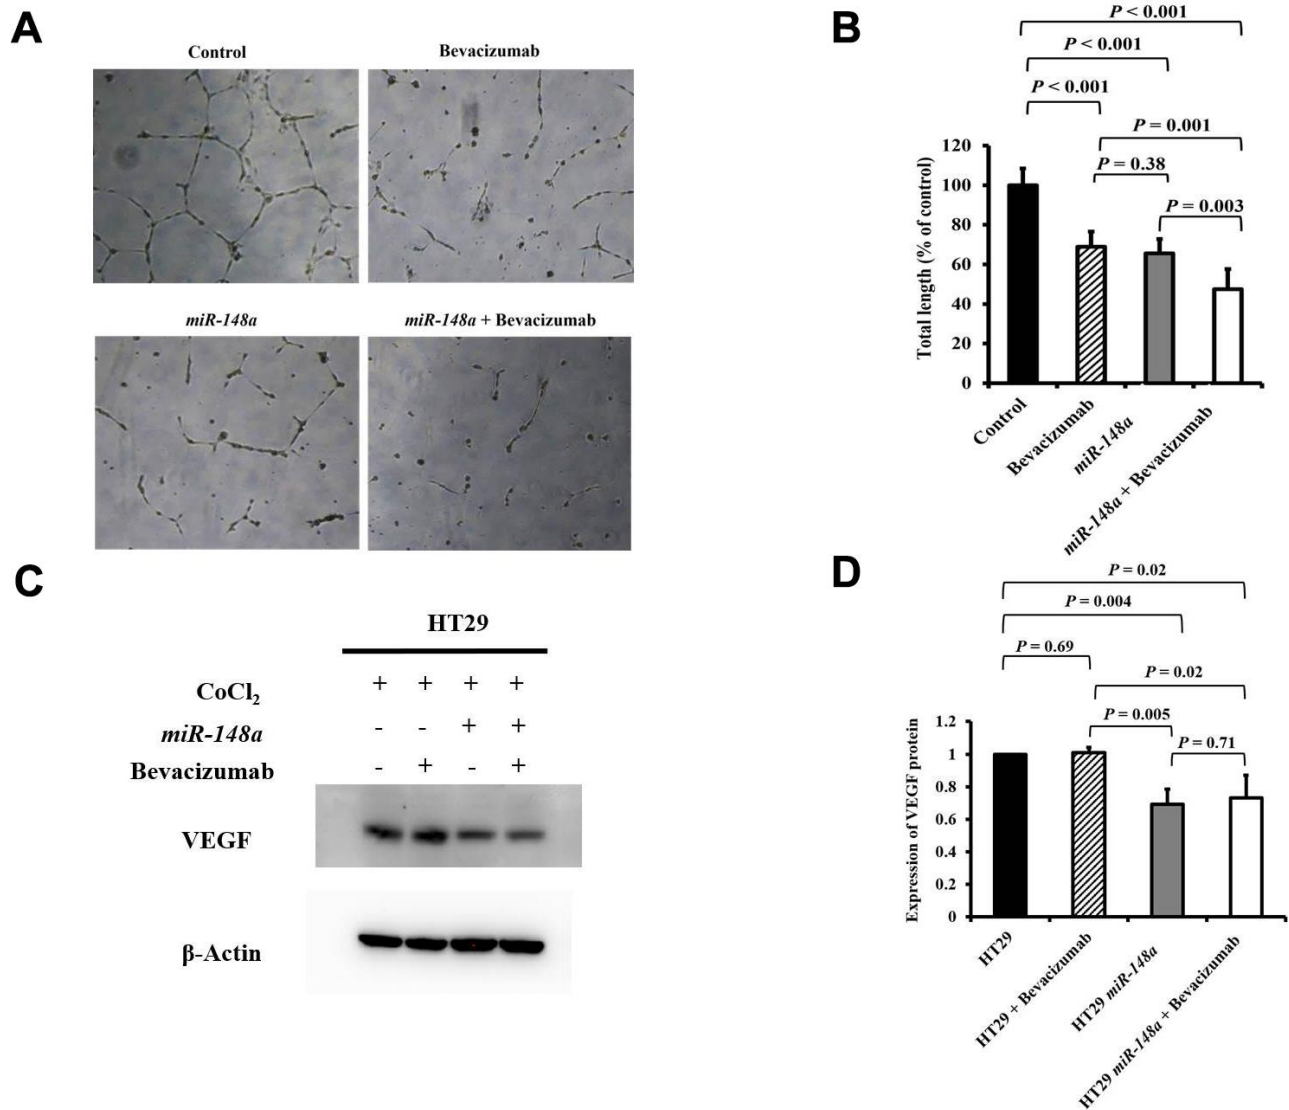 A
Control
Bevacizumab
miR-148a
miR-148a + Bevacizumab
B
P < 0.001
P < 0.001
P < 0.001
P = 0.001
P = 0.38
P = 0.003
Total length (% of control)
120
100
80
60
40
20
0
Control
Bevacizumab
miR-148a
miR-148a + Bevacizumab
C
HT29
CoCl₂ + + + +
miR-148a - - + +
Bevacizumab - + - +
VEGF
β-Actin
D
P = 0.02
P = 0.004
P = 0.69
P = 0.02
P = 0.005
P = 0.71
Expression of VEGF protein
1.2
1
0.8
0.6
0.4
0.2
0
HT29
HT29 + Bevacizumab
HT29 miR-148a
HT29 miR-148a + Bevacizumab